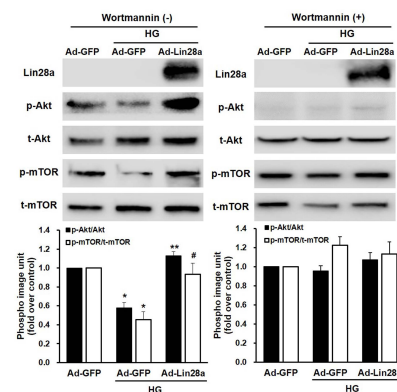 Wortmannin (-)
HG
Ad-GFP Ad-GFP Ad-Lin28a
Lin28a
p-Akt
t-Akt
p-mTOR
t-mTOR
p-Akt/Akt
p-mTOR/t-mTOR
Phospho image unit
(fold over control)
1.4
1.2
1.0
0.8
0.6
0.4
0.2
0.0
* * ** #
Ad-GFP Ad-GFP Ad-Lin28a
HG
Wortmannin (+)
HG
Ad-GFP Ad-GFP Ad-Lin28a
Lin28a
p-Akt
t-Akt
p-mTOR
t-mTOR
p-Akt/Akt
p-mTOR/t-mTOR
Phospho image unit
(fold over control)
1.4
1.2
1.0
0.8
0.6
0.4
0.2
0.0
Ad-GFP Ad-GFP Ad-Lin28
HG